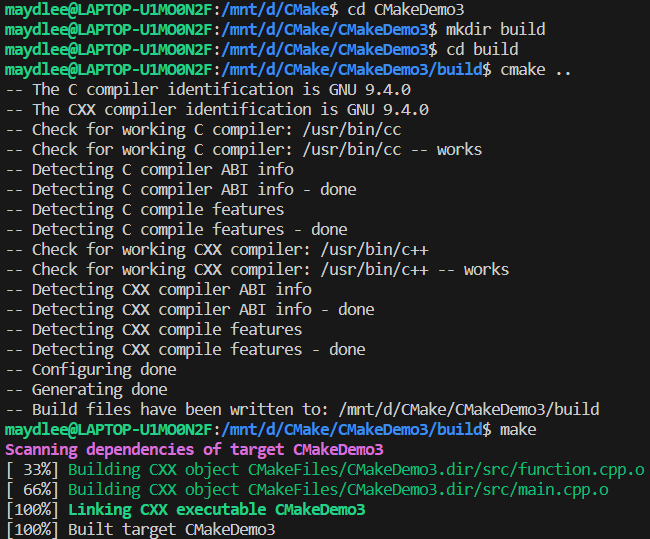 maydlee@LAPTOP-U1MO0N2F:/mnt/d/CMake$ cd CMakeDemo3
maydlee@LAPTOP-U1MO0N2F:/mnt/d/CMake/CMakeDemo3$ mkdir build
maydlee@LAPTOP-U1MO0N2F:/mnt/d/CMake/CMakeDemo3$ cd build
maydlee@LAPTOP-U1MO0N2F:/mnt/d/CMake/CMakeDemo3/build$ cmake ..
-- The C compiler identification is GNU 9.4.0
-- The CXX compiler identification is GNU 9.4.0
-- Check for working C compiler: /usr/bin/cc
-- Check for working C compiler: /usr/bin/cc -- works
-- Detecting C compiler ABI info
-- Detecting C compiler ABI info - done
-- Detecting C compile features
-- Detecting C compile features - done
-- Check for working CXX compiler: /usr/bin/c++
-- Check for working CXX compiler: /usr/bin/c++ -- works
-- Detecting CXX compiler ABI info
-- Detecting CXX compiler ABI info - done
-- Detecting CXX compile features
-- Detecting CXX compile features - done
-- Configuring done
-- Generating done
-- Build files have been written to: /mnt/d/CMake/CMakeDemo3/build
maydlee@LAPTOP-U1MO0N2F:/mnt/d/CMake/CMakeDemo3/build$ make
Scanning dependencies of target CMakeDemo3
[ 33%] Building CXX object CMakeFiles/CMakeDemo3.dir/src/function.cpp.o
[ 66%] Building CXX object CMakeFiles/CMakeDemo3.dir/src/main.cpp.o
[100%] Linking CXX executable CMakeDemo3
[100%] Built target CMakeDemo3